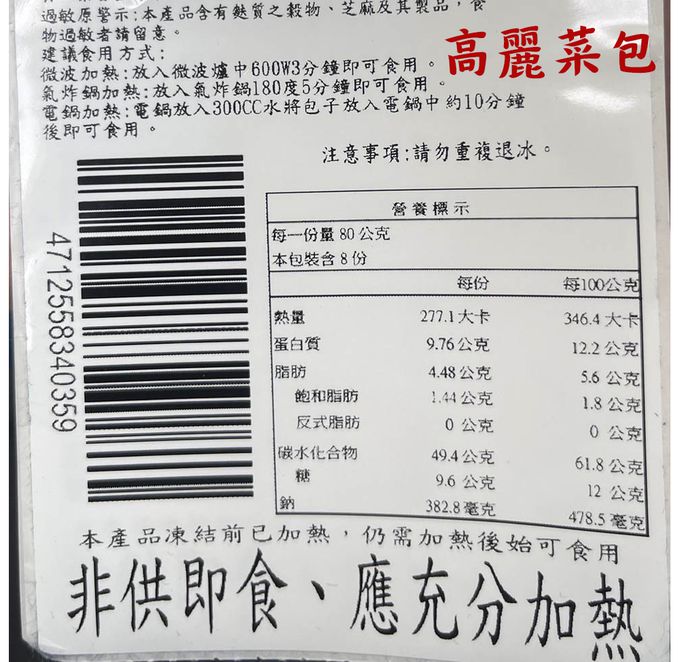 過敏原警示:本產品含有麩質之穀物、芝麻及其製品，食
物過敏者請留意。
建議食用方式:
微波加熱:放入微波爐中600W3分鐘即可食用。
氣炸鍋加熱:放入氣炸鍋180度5分鐘即可食用。
電鍋加熱:電鍋放入300CC水將包子放入電鍋中約10分鐘
後即可食用。
高麗菜包
注意事項:請勿重複退冰。
4712558340359
營養標示
每一份量 80 公克
本包裝含 8 份
每份 每100公克
熱量 277.1 大卡 346.4 大卡
蛋白質 9.76 公克 12.2 公克
脂肪 4.48 公克 5.6 公克
飽和脂肪 1.44 公克 1.8 公克
反式脂肪 0 公克 0 公克
碳水化合物 49.4 公克 61.8 公克
糖 9.6 公克 12 公克
鈉 382.8 毫克 478.5 毫克
本產品凍結前已加熱，仍需加熱後始可食用
非供即食、應充分加熱